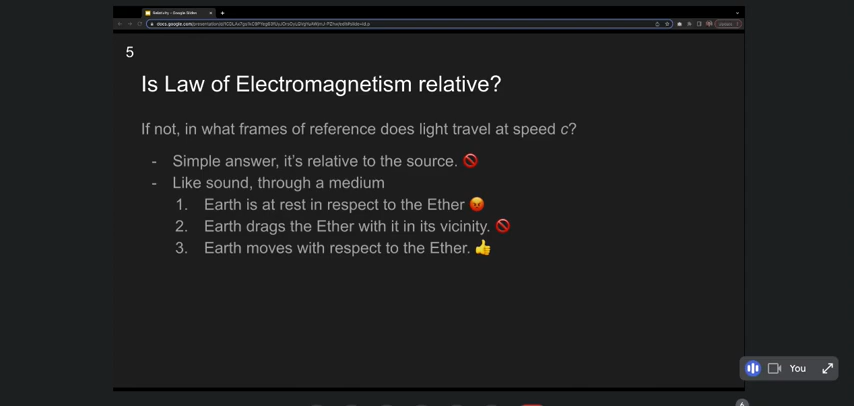 Relativity - Google Slides
5
Is Law of Electromagnetism relative?
If not, in what frames of reference does light travel at speed c?
- Simple answer, it's relative to the source. 🚫
- Like sound, through a medium
1. Earth is at rest in respect to the Ether 😡
2. Earth drags the Ether with it in its vicinity. 🚫
3. Earth moves with respect to the Ether. 👍
You